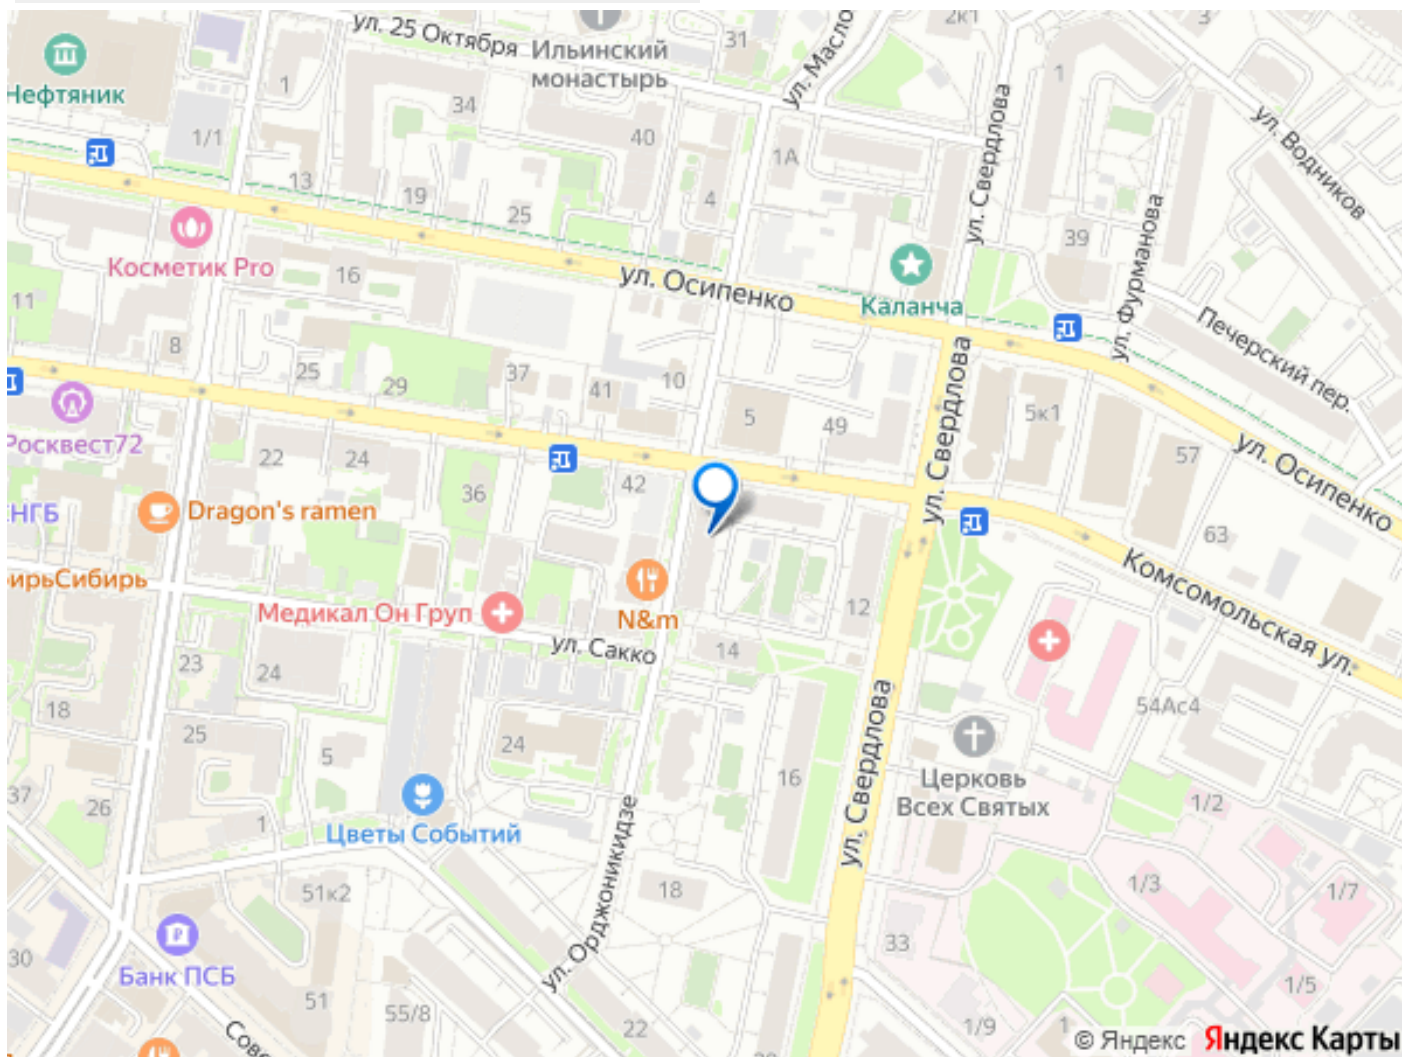 ул. 25 Октября
Ильинский
монастырь
31
ул. Масло
2к1
3
Нефтяник
1
34
1/1
40
1А
1
ул. Свердлова
ул. Водников
13
19
25
4
39
ул. Фурманова
Косметик Pro
16
ул. Осипенко
Каланча
11
8
25
29
37
41
10
5
49
5к1
57
Печерский пер.
ул. Осипенко
Росквест72
22
24
36
42
ул. Свердлова
63
НГБ
Dragon's ramen
ирьСибирь
Медикал Он Груп
N&m
12
Комсомольская ул.
ул. Сакко
14
23
24
18
25
5
24
16
ул. Свердлова
54Ас4
Церковь
Всех Святых
37
26
1
Цветы Событий
1/2
51к2
18
ул. Орджоникидзе
1/3
1/7
33
30
Банк ПСБ
51
55/8
22
20
1/5
1/9
1
Сове
© Яндекс Яндекс Карты